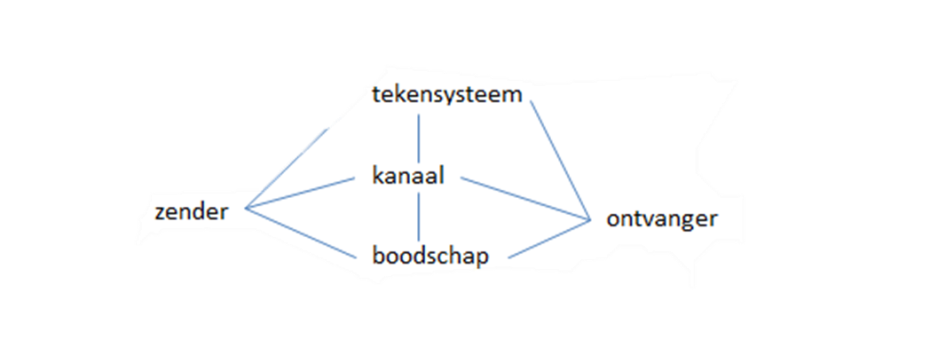 tekensysteem
kanaal
zender
ontvanger
boodschap